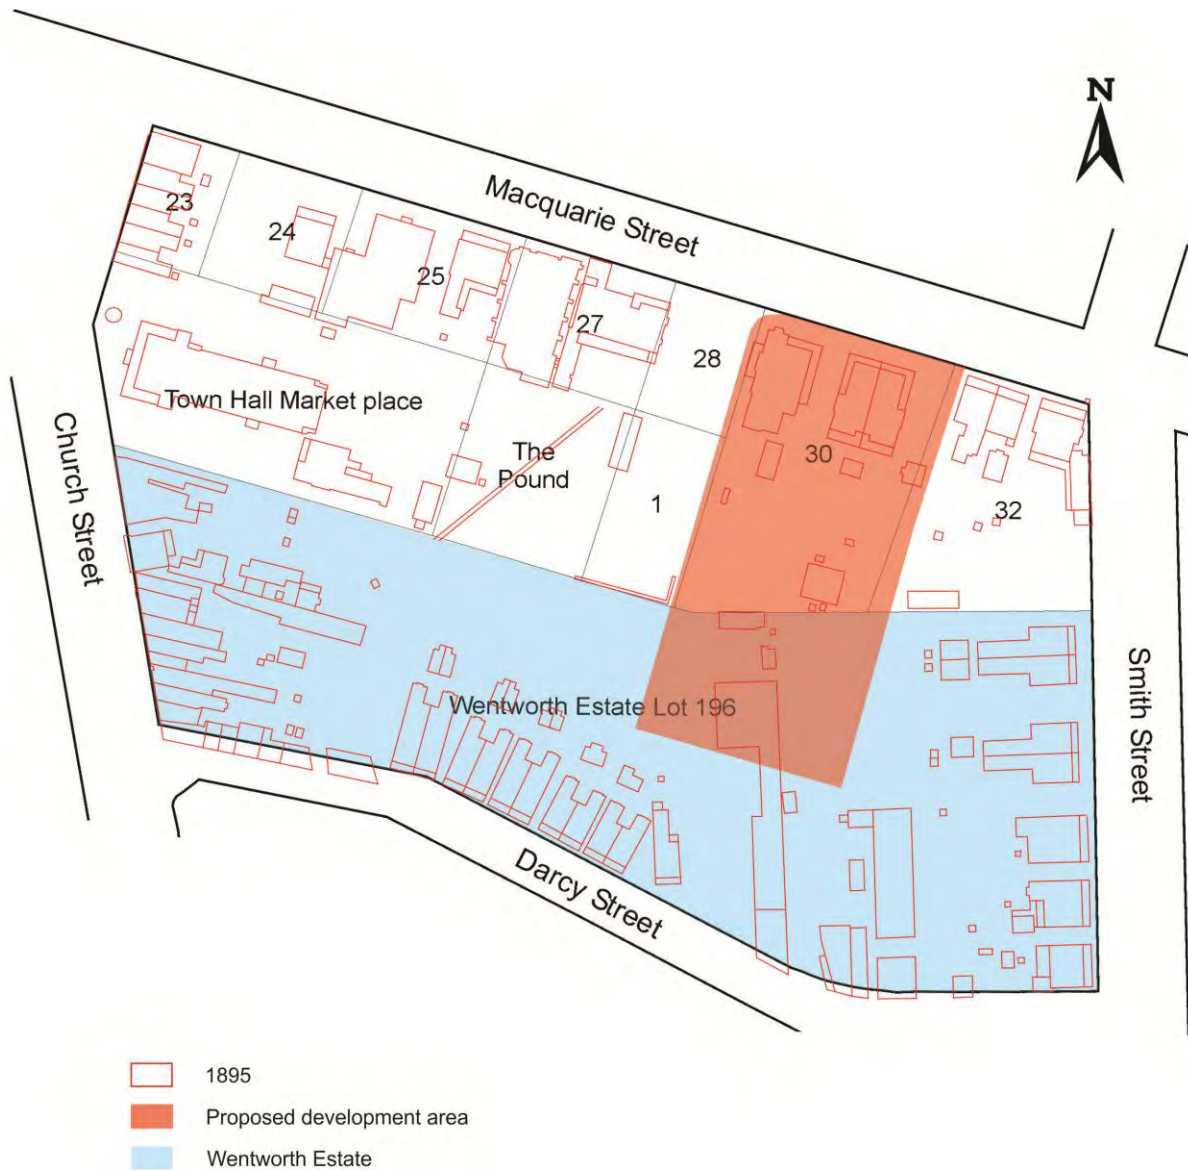 N
Macquarie Street
23
24
25
27
28
30
32
Town Hall Market place
The
Pound
1
Church Street
Wentworth Estate Lot 196
Smith Street
Darcy Street
1895
Proposed development area
Wentworth Estate